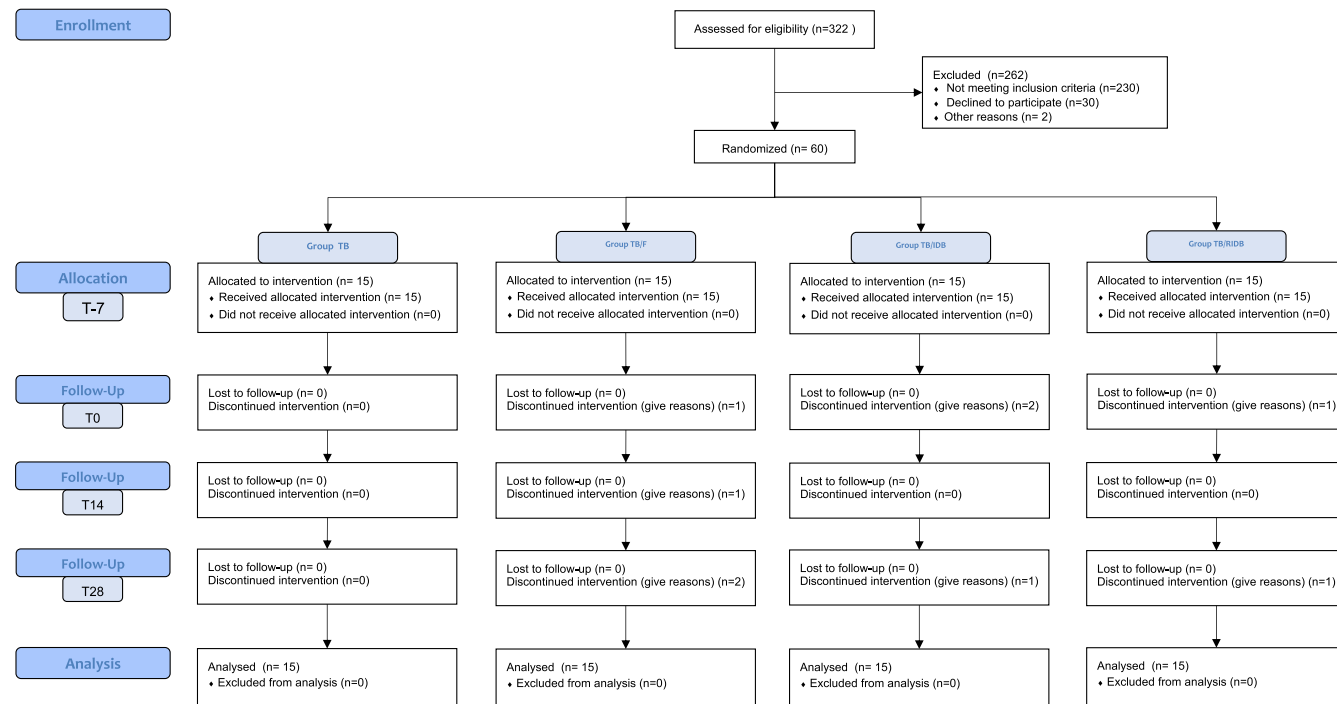 Enrollment
Assessed for eligibility (n=322 )
Excluded (n=262)
⬧ Not meeting inclusion criteria (n=230)
⬧ Declined to participate (n=30)
⬧ Other reasons (n= 2)
Randomized (n= 60)
Group TB
Group TB/F
Group TB/IDB
Group TB/RIDB
Allocation
T-7
Allocated to intervention (n= 15)
⬧ Received allocated intervention (n= 15)
⬧ Did not receive allocated intervention (n=0)
Allocated to intervention (n= 15)
⬧ Received allocated intervention (n= 15)
⬧ Did not receive allocated intervention (n=0)
Allocated to intervention (n= 15)
⬧ Received allocated intervention (n= 15)
⬧ Did not receive allocated intervention (n=0)
Allocated to intervention (n= 15)
⬧ Received allocated intervention (n= 15)
⬧ Did not receive allocated intervention (n=0)
Follow-Up
T0
Lost to follow-up (n= 0)
Discontinued intervention (n=0)
Lost to follow-up (n= 0)
Discontinued intervention (give reasons) (n=1)
Lost to follow-up (n= 0)
Discontinued intervention (give reasons) (n=2)
Lost to follow-up (n= 0)
Discontinued intervention (give reasons) (n=1)
Follow-Up
T14
Lost to follow-up (n= 0)
Discontinued intervention (n=0)
Lost to follow-up (n= 0)
Discontinued intervention (give reasons) (n=1)
Lost to follow-up (n= 0)
Discontinued intervention (n=0)
Lost to follow-up (n= 0)
Discontinued intervention (n=0)
Follow-Up
T28
Lost to follow-up (n= 0)
Discontinued intervention (n=0)
Lost to follow-up (n= 0)
Discontinued intervention (give reasons) (n=2)
Lost to follow-up (n= 0)
Discontinued intervention (give reasons) (n=1)
Lost to follow-up (n= 0)
Discontinued intervention (give reasons) (n=1)
Analysis
Analysed (n= 15)
⬧ Excluded from analysis (n=0)
Analysed (n= 15)
⬧ Excluded from analysis (n=0)
Analysed (n= 15)
⬧ Excluded from analysis (n=0)
Analysed (n= 15)
⬧ Excluded from analysis (n=0)